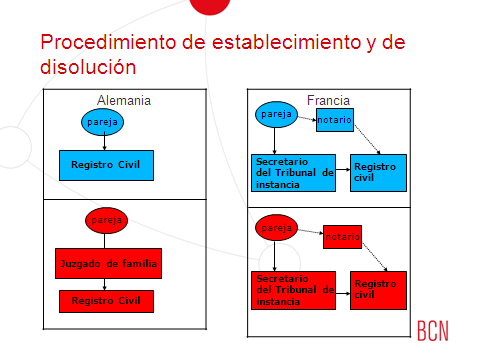 Procedimiento de establecimiento y de
disolución
Alemania
pareja
Registro Civil
pareja
Juzgado de familia
Registro Civil
Francia
pareja
notario
Secretario
del Tribunal de
instancia
Registro
civil
pareja
notario
Secretario
del Tribunal de
instancia
Registro
civil
BCN